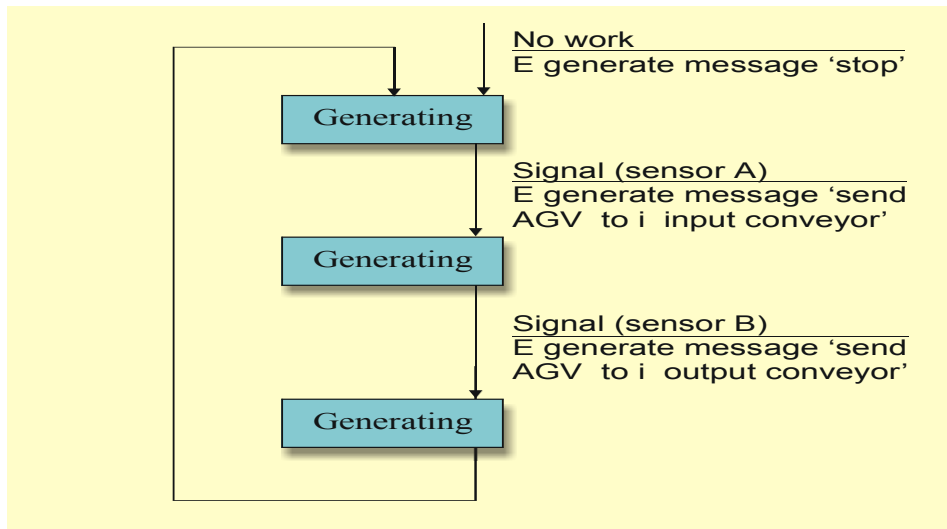 No work
E generate message ‘stop’
Generating
Signal (sensor A)
E generate message ‘send
AGV to i input conveyor’
Generating
Signal (sensor B)
E generate message ‘send
AGV to i output conveyor’
Generating